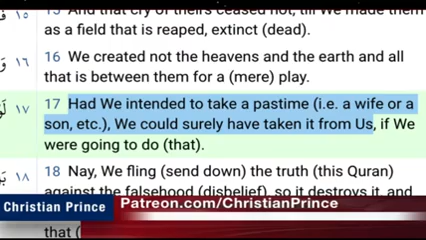 15 And that cry of theirs ceased not, till We made them
as a field that is reaped, extinct (dead).
١٥
16 We created not the heavens and the earth and all
that is between them for a (mere) play.
١٦
17 Had We intended to take a pastime (i.e. a wife or a
son, etc.), We could surely have taken it from Us, if We
were going to do (that).
١٧
18 Nay, We fling (send down) the truth (this Quran)
against the falsehood (disbelief), so it destroys it, and
١٨
Christian Prince
Patreon.com/ChristianPrince
that (